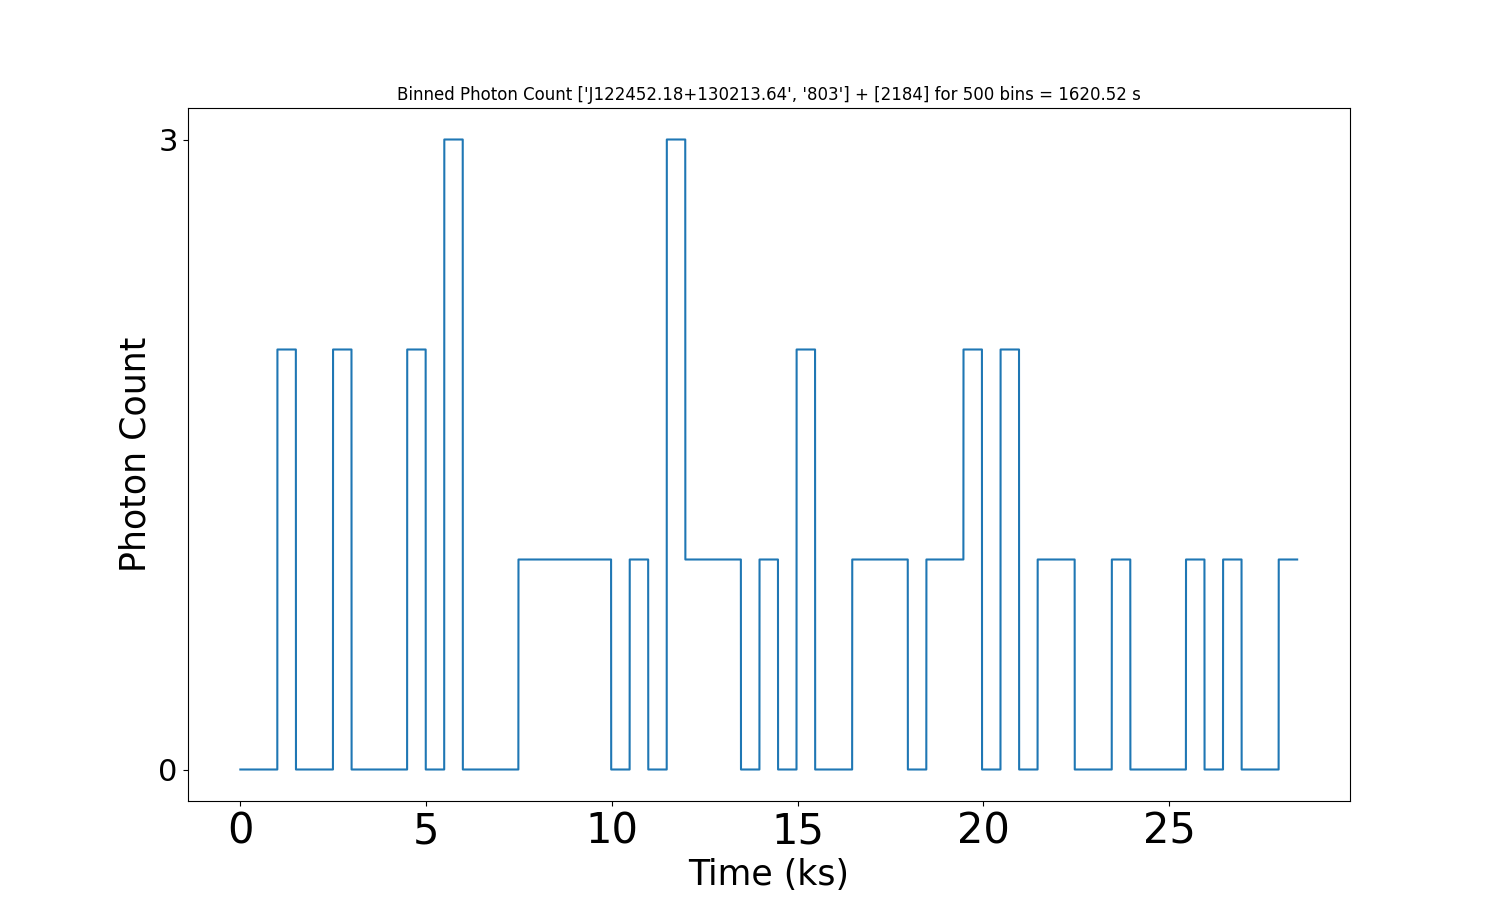 Binned Photon Count ['J122452.18+130213.64', '803'] + [2184] for 500 bins = 1620.52 s
3
0
Photon Count
0 5 10 15 20 25
Time (ks)